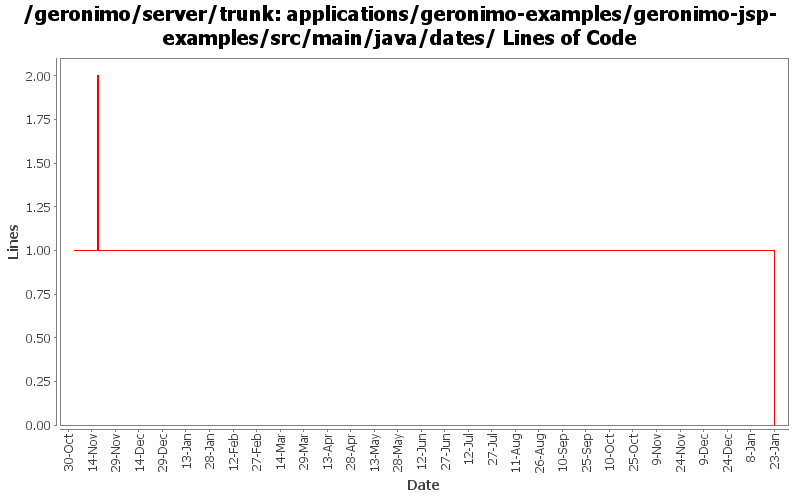 /geronimo/server/trunk: applications/geronimo-examples/geronimo-jsp-
examples/src/main/java/dates/ Lines of Code
2.00
1.75
1.50
1.25
1.00
0.75
0.50
0.25
0.00
Lines
30-Oct
14-Nov
29-Nov
14-Dec
29-Dec
13-Jan
28-Jan
12-Feb
27-Feb
14-Mar
29-Mar
13-Apr
28-Apr
13-May
28-May
12-Jun
27-Jun
12-Jul
27-Jul
11-Aug
26-Aug
10-Sep
25-Sep
10-Oct
25-Oct
9-Nov
24-Nov
9-Dec
24-Dec
8-Jan
23-Jan
Date